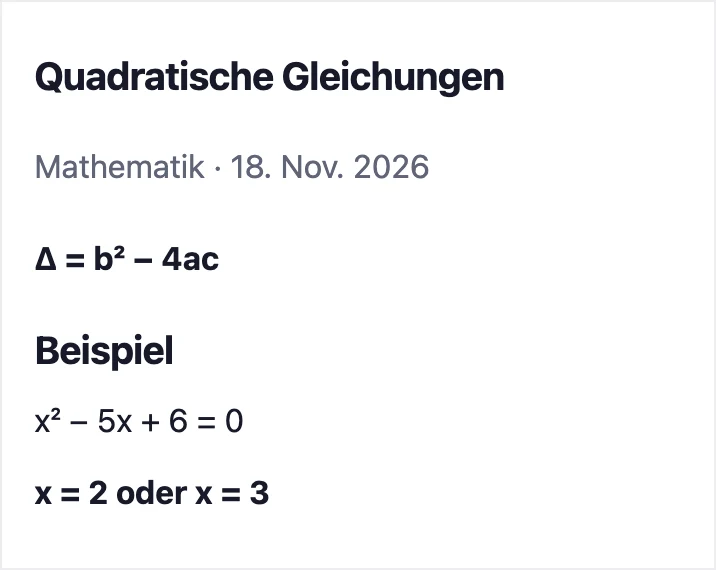 Quadratische Gleichungen
Mathematik · 18. Nov. 2026
Δ = b² – 4ac
Beispiel
x² – 5x + 6 = 0
x = 2 oder x = 3